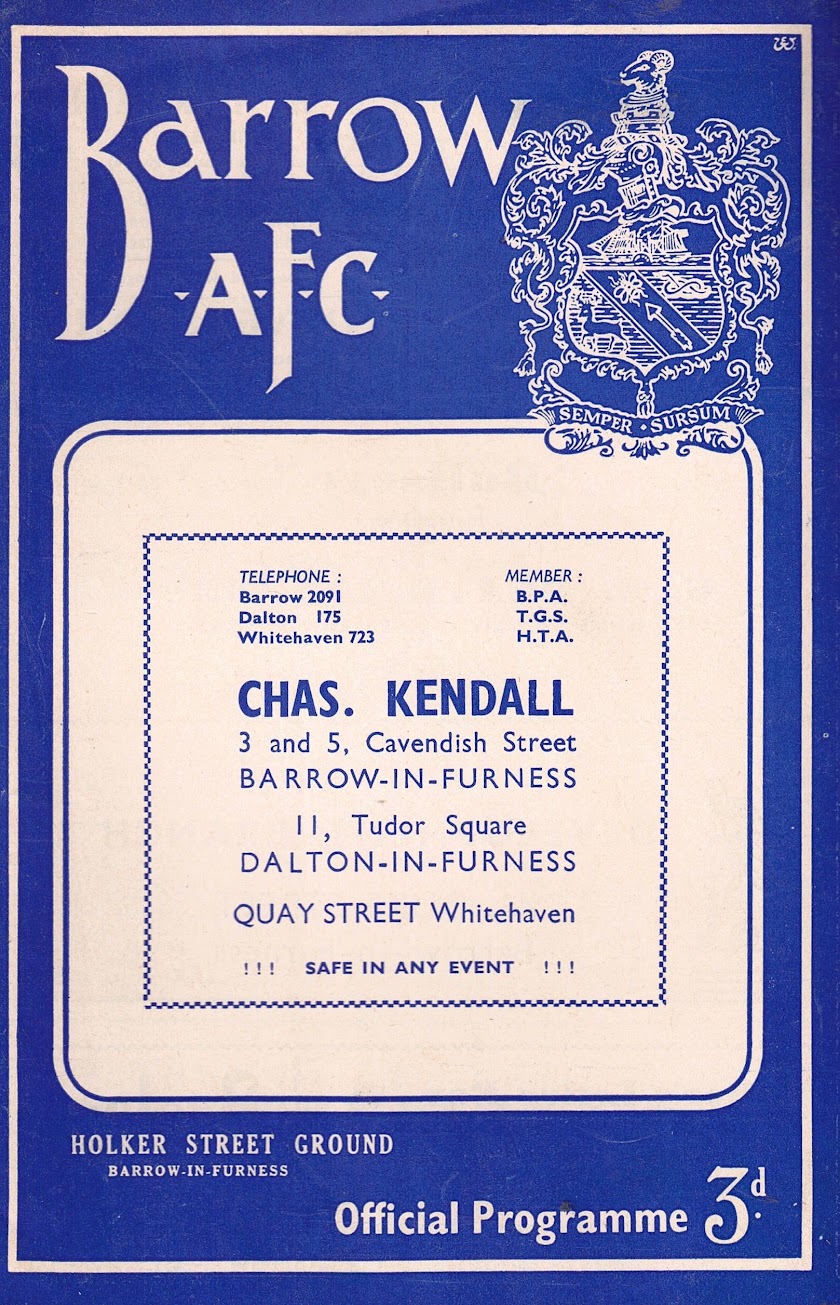 Barrow
·A·F·C·
SEMPER · SURSUM
TELEPHONE :
Barrow 2091
Dalton 175
Whitehaven 723
MEMBER :
B.P.A.
T.G.S.
H.T.A.
CHAS. KENDALL
3 and 5, Cavendish Street
BARROW-IN-FURNESS
11, Tudor Square
DALTON-IN-FURNESS
QUAY STREET Whitehaven
!!! SAFE IN ANY EVENT !!!
HOLKER STREET GROUND
BARROW-IN-FURNESS
Official Programme 3d.